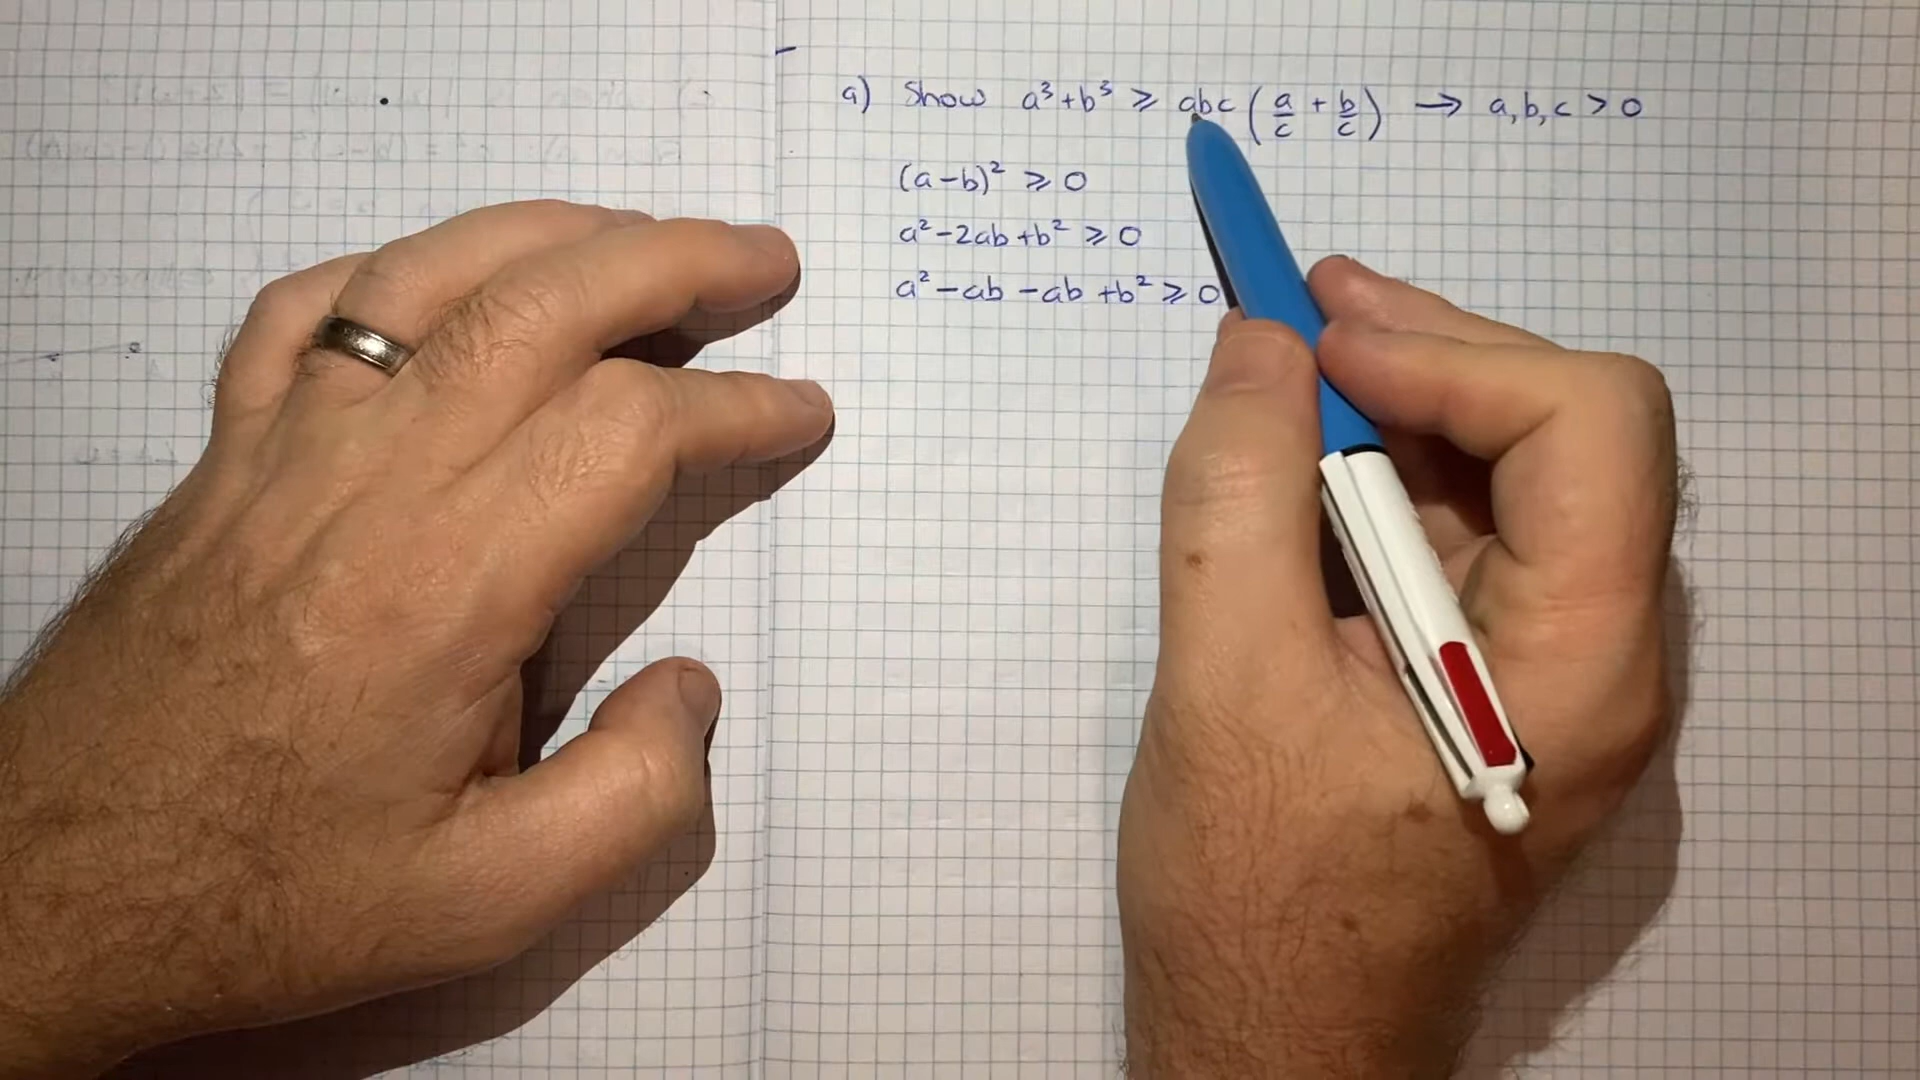 a) Show a³+b³ ⩾ abc (a/c + b/c) → a, b, c > 0
(a-b)² ⩾ 0
a²-2ab+b² ⩾ 0
a²-ab-ab+b² ⩾ 0